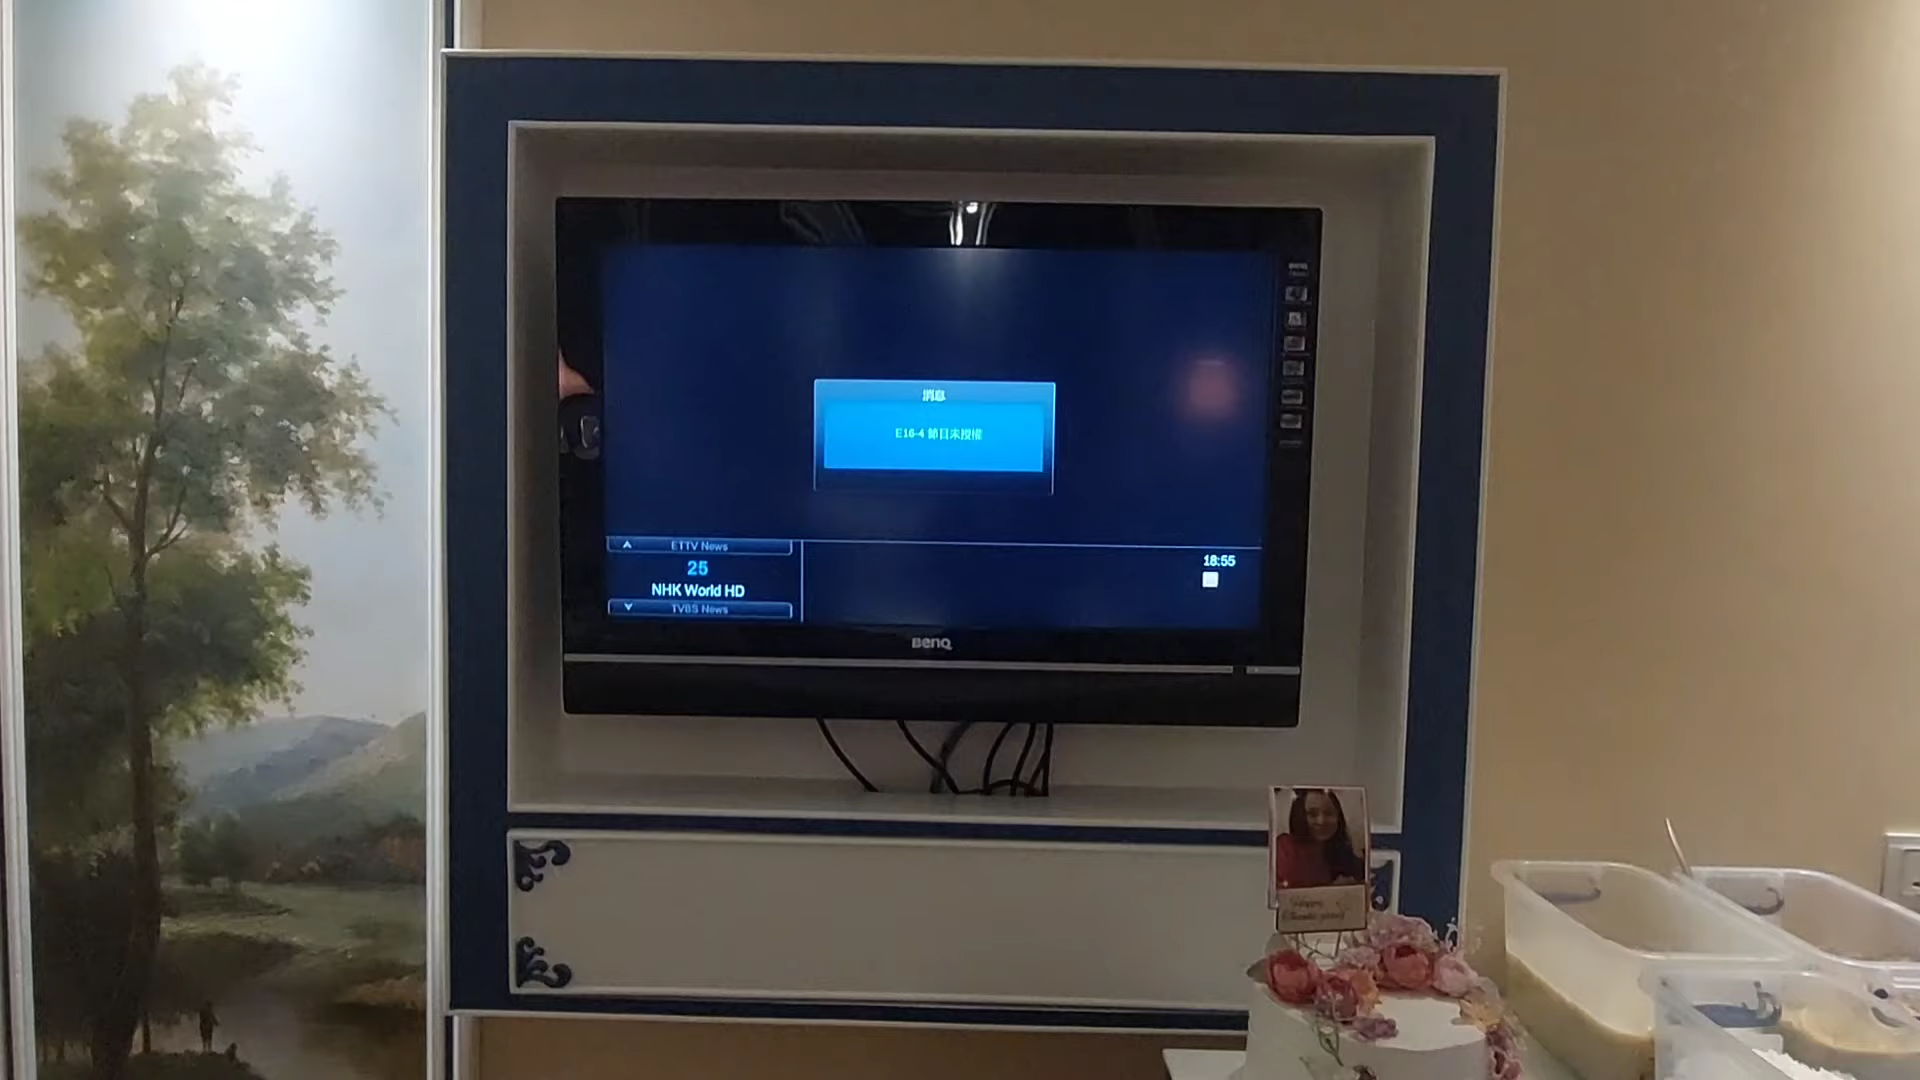 消息
E16-4 節目未授權
ETTV News
25
NHK World HD
TVBS News
18:55
BenQ
Happy